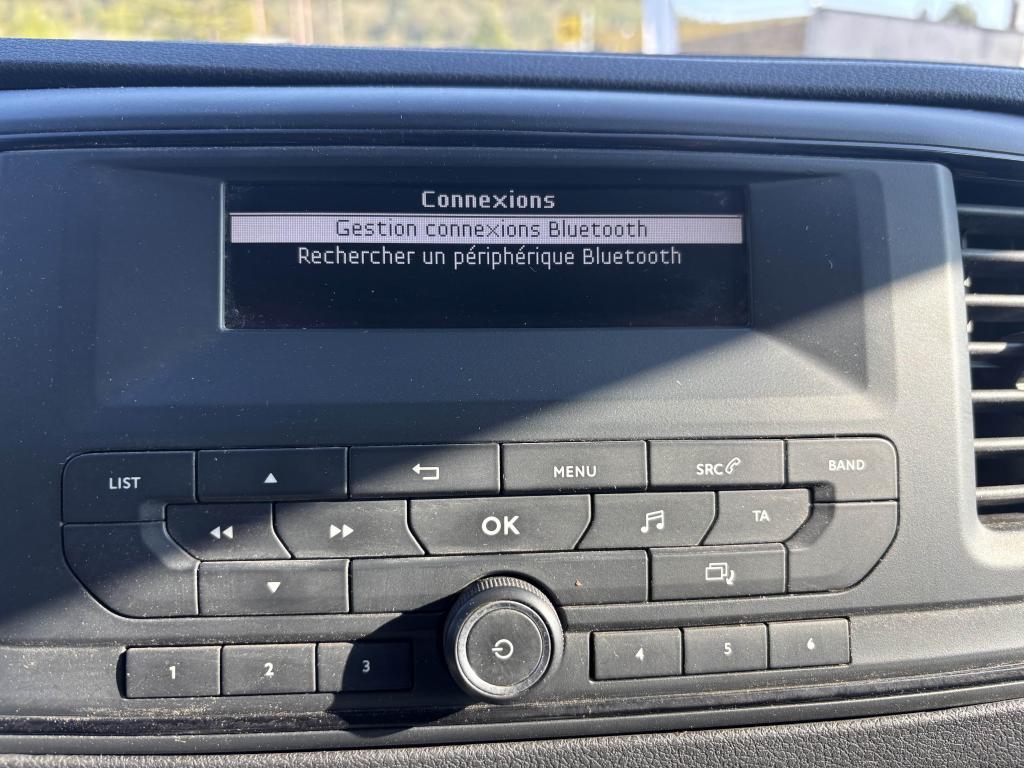 Connexions
Gestion connexions Bluetooth
Rechercher un périphérique Bluetooth
LIST
MENU
SRC
BAND
OK
TA
1
2
3
4
5
6